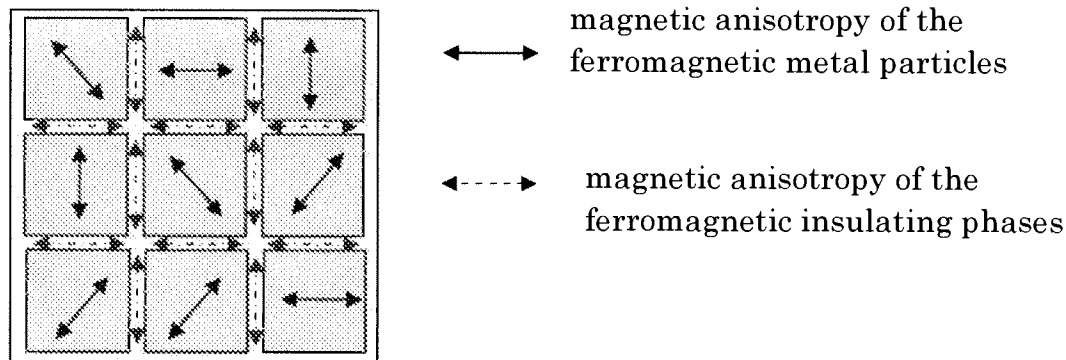 magnetic anisotropy of the
ferromagnetic metal particles
magnetic anisotropy of the
ferromagnetic insulating phases